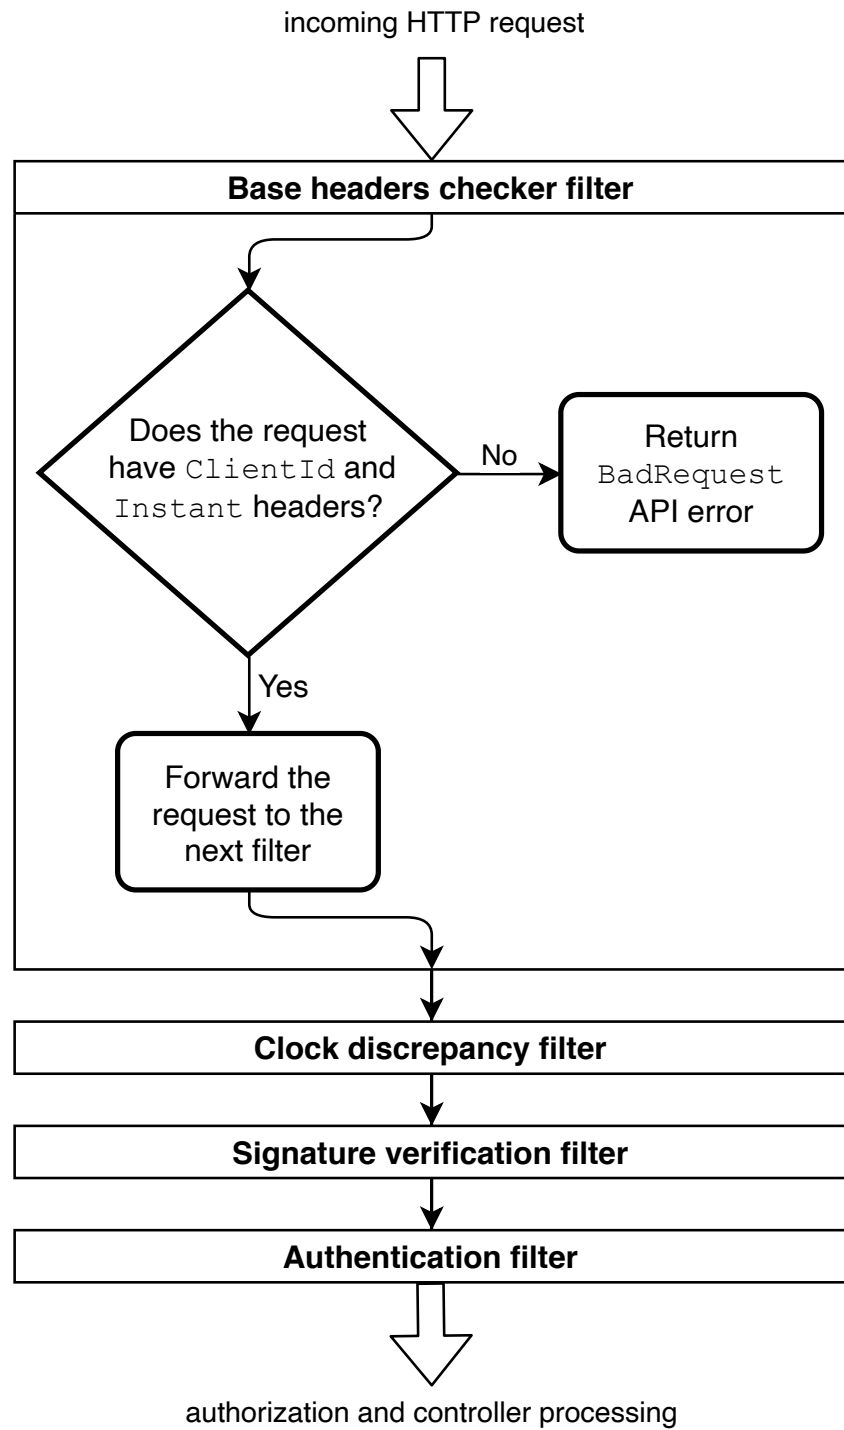 incoming HTTP request
Base headers checker filter
Does the request
have ClientId and
Instant headers?
No
Return
BadRequest
API error
Yes
Forward the
request to the
next filter
Clock discrepancy filter
Signature verification filter
Authentication filter
authorization and controller processing